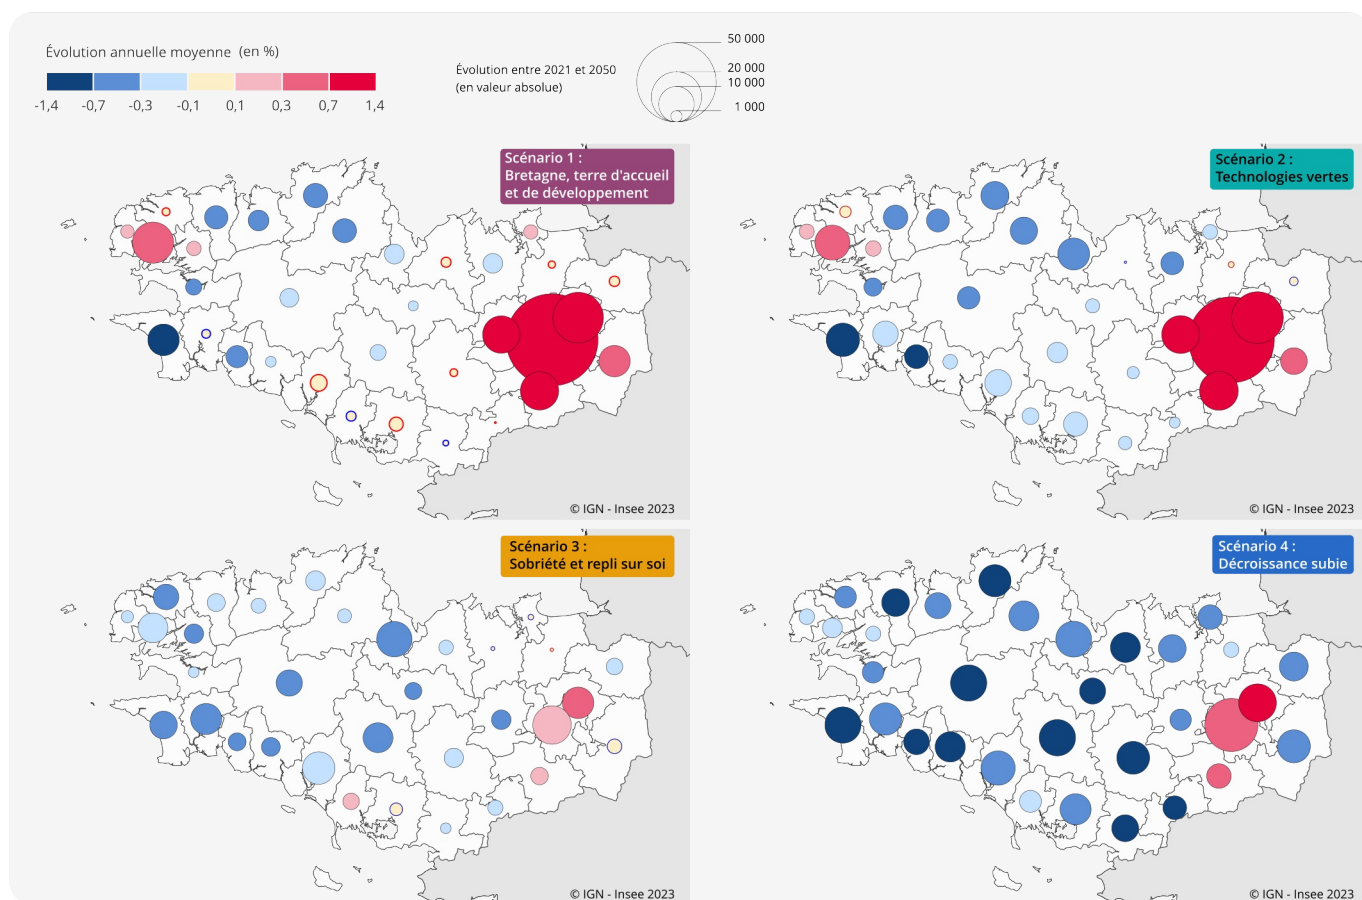 Évolution annuelle moyenne (en %)
-1,4 -0,7 -0,3 -0,1 0,1 0,3 0,7 1,4
Évolution entre 2021 et 2050
(en valeur absolue)
50 000
20 000
10 000
1 000
Scénario 1 :
Bretagne, terre d'accueil
et de développement
© IGN - Insee 2023
Scénario 2 :
Technologies vertes
© IGN - Insee 2023
Scénario 3 :
Sobriété et repli sur soi
© IGN - Insee 2023
Scénario 4 :
Décroissance subie
© IGN - Insee 2023